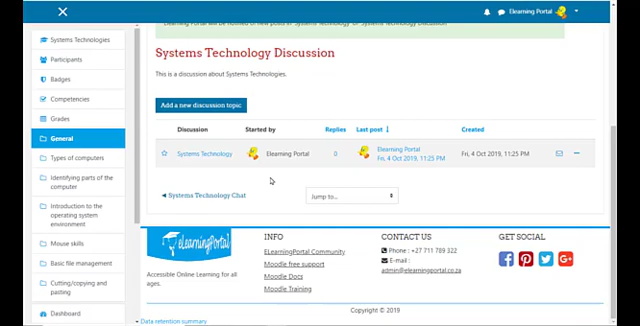 Elearning Portal
Elearning Portal will be notified of new posts in 'Systems Technology' of 'Systems Technology Discussion'
Systems Technologies
Participants
Badges
Competencies
Grades
General
Types of computers
Identifying parts of the
computer
Introduction to the
operating system
environment
Mouse skills
Basic file management
Cutting/copying and
pasting
Dashboard
Systems Technology Discussion
This is a discussion about Systems Technologies.
Add a new discussion topic
Discussion Started by Replies Last post ↓ Created
Systems Technology Elearning Portal 0 Elearning Portal Fri, 4 Oct 2019, 11:25 PM
Fri, 4 Oct 2019, 11:25 PM
◀ Systems Technology Chat Jump to...
eLearningPortal
Accessible Online Learning for all
ages.
INFO
ELearningPortal Community
Moodle free support
Moodle Docs
Moodle Training
CONTACT US
Phone : +27 711 789 322
E-mail :
admin@elearningportal.co.za
GET SOCIAL
Copyright © 2019
Data retention summary